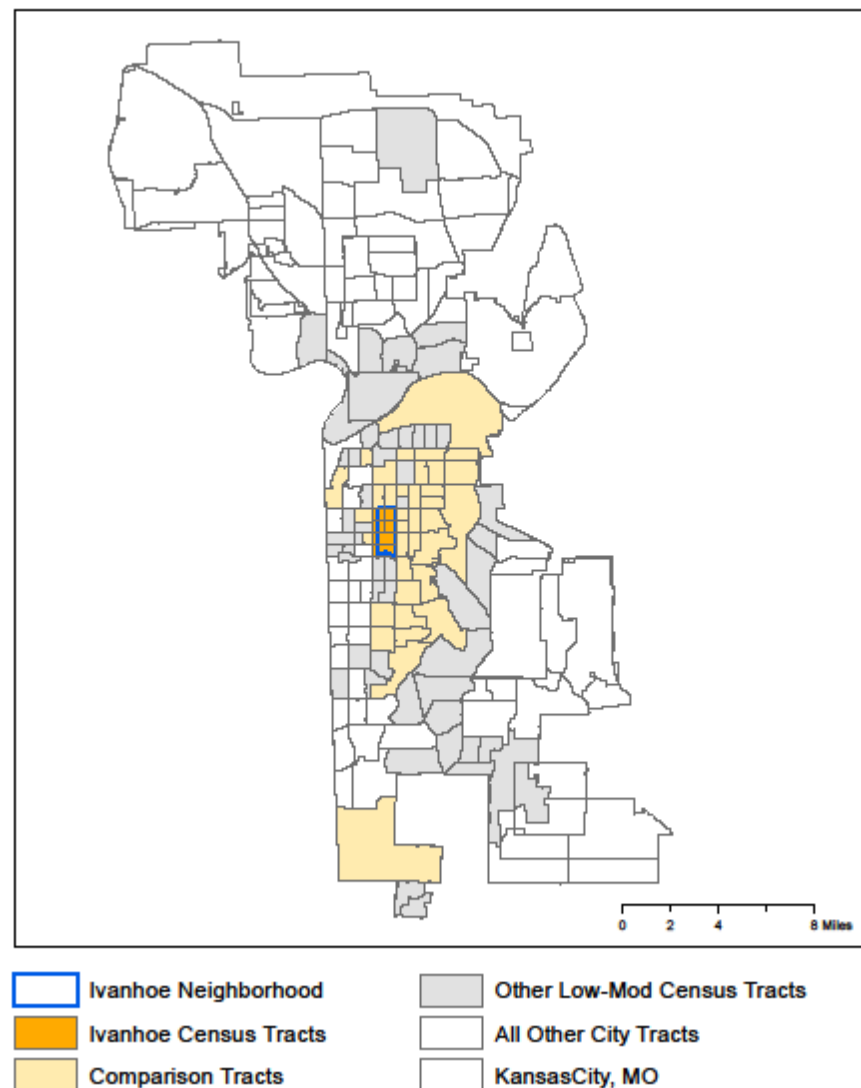 0 2 4 8 Miles
Ivanhoe Neighborhood
Ivanhoe Census Tracts
Comparison Tracts
Other Low-Mod Census Tracts
All Other City Tracts
KansasCity, MO